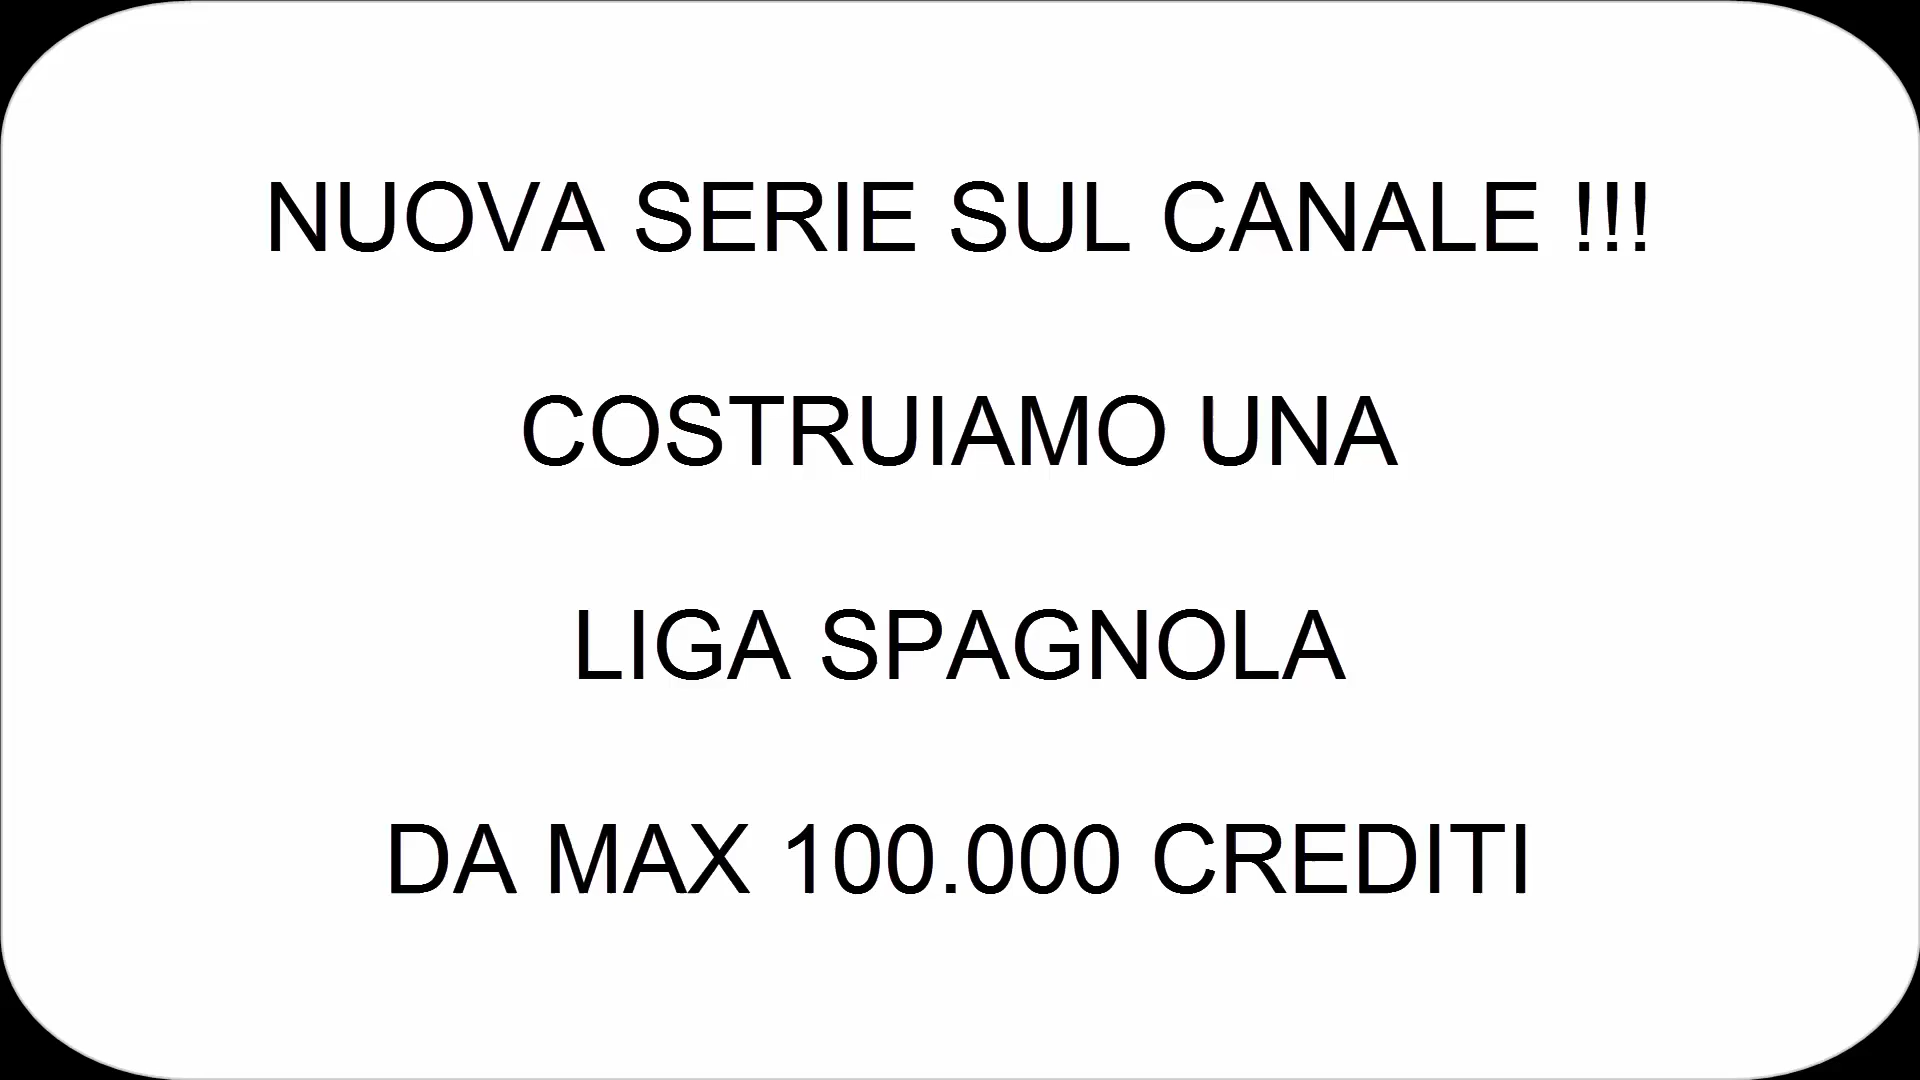 NUOVA SERIE SUL CANALE !!!
COSTRUIAMO UNA
LIGA SPAGNOLA
DA MAX 100.000 CREDITI